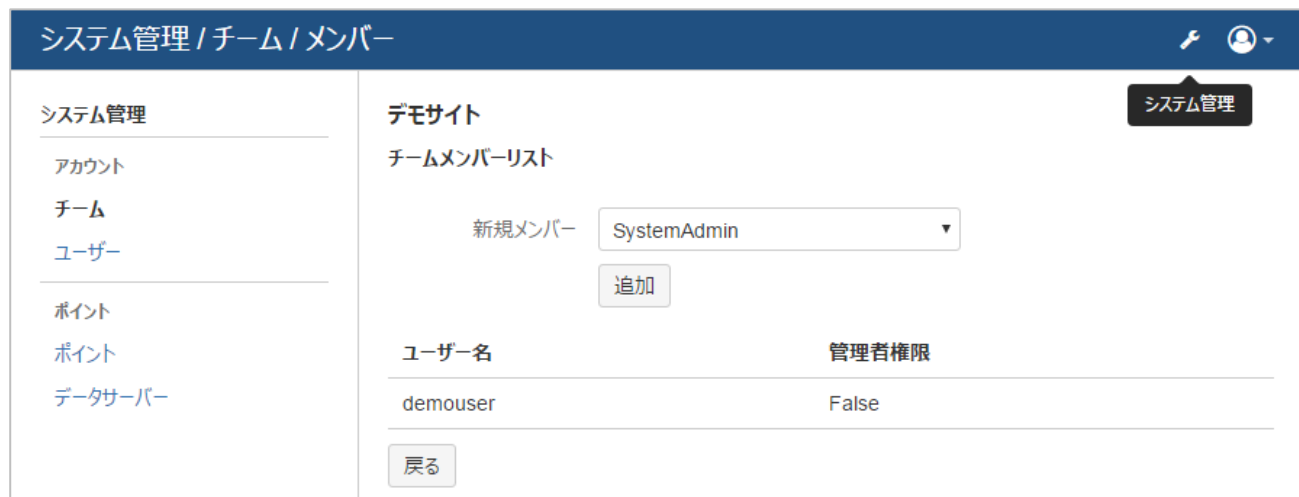 システム管理 / チーム / メンバー
システム管理
システム管理
アカウント
チーム
ユーザー
ポイント
ポイント
データサーバー
デモサイト
チームメンバーリスト
新規メンバー SystemAdmin
追加
ユーザー名 管理者権限
demouser False
戻る